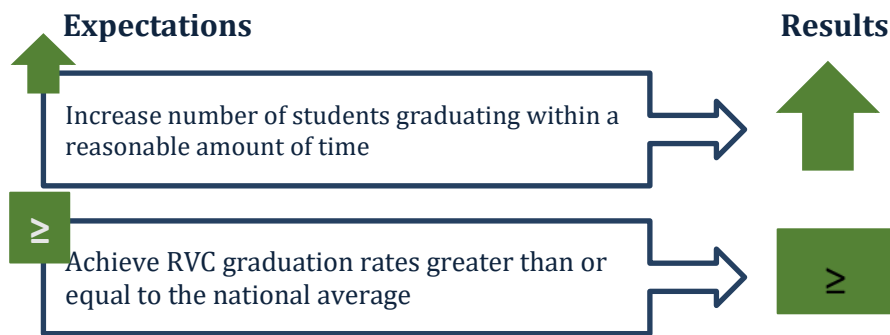 Expectations Results
Increase number of students graduating within a
reasonable amount of time
≥
Achieve RVC graduation rates greater than or
equal to the national average
≥